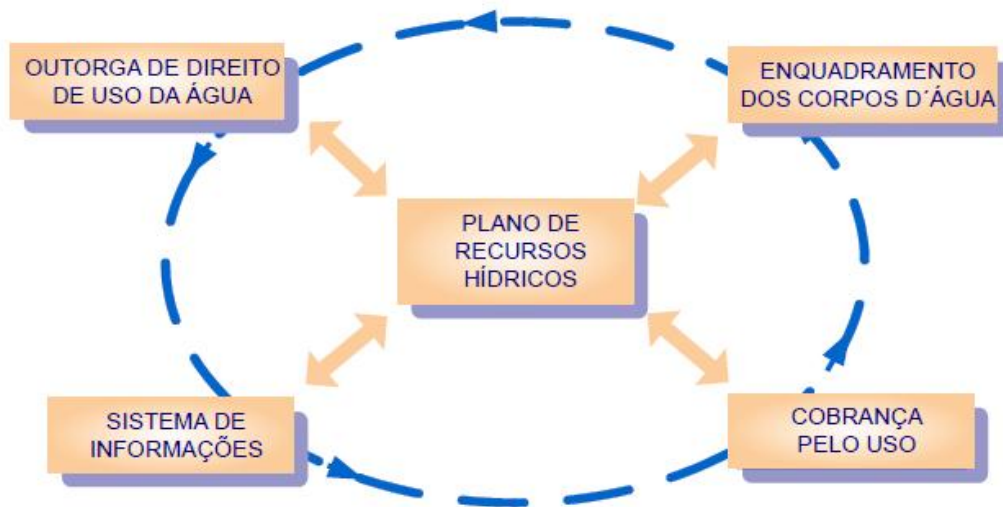 OUTORGA DE DIREITO
DE USO DA ÁGUA
ENQUADRAMENTO
DOS CORPOS D´ÁGUA
PLANO DE
RECURSOS
HÍDRICOS
SISTEMA DE
INFORMAÇÕES
COBRANÇA
PELO USO